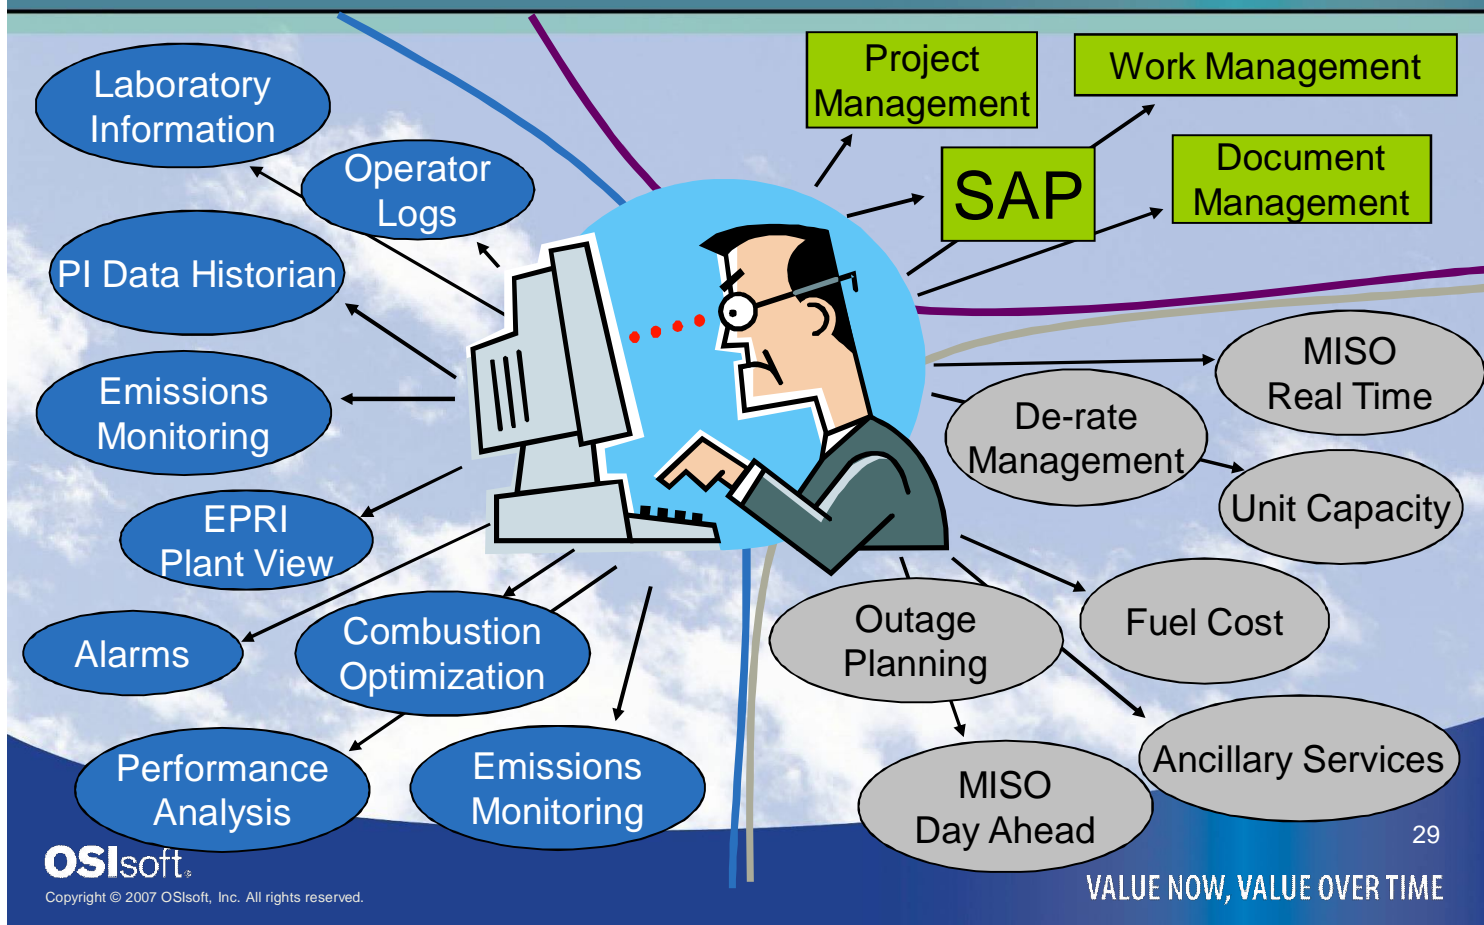 Laboratory
Information
Operator
Logs
PI Data Historian
Emissions
Monitoring
EPRI
Plant View
Alarms
Combustion
Optimization
Performance
Analysis
Emissions
Monitoring
Project
Management
Work Management
SAP
Document
Management
MISO
Real Time
De-rate
Management
Unit Capacity
Fuel Cost
Outage
Planning
Ancillary Services
MISO
Day Ahead
29
OSIsoft.
Copyright © 2007 OSIsoft, Inc. All rights reserved.
VALUE NOW, VALUE OVER TIME